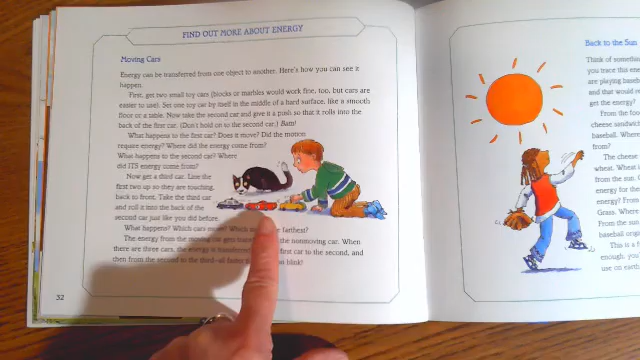 FIND OUT MORE ABOUT ENERGY
Moving Cars
Energy can be transferred from one object to another. Here's how you can see it
happen.
First, get two small toy cars (blocks or marbles would work fine, too, but cars are
easier to use). Set one toy car by itself in the middle of a hard surface, like a smooth
floor or a table. Now take the second car and give it a push so that it rolls into the
back of the first car. (Don't hold on to the second car.) Bam!
What happens to the first car? Does it move? Did the motion
require energy? Where did the energy come from?
What happens to the second car? Where
did ITS energy come from?
Now get a third car. Line the
first two up so they are touching,
back to front. Take the third car
and roll it into the back of the
second car just like you did before.
What happens? Which cars move? Which farthest?
The energy from the moving car gets the nonmoving car. When
there are three cars, the energy is first car to the second, and
then from the second to the third blink!
32
Back to the Sun
Think of
you trace this
are playing
and that would
get the energy?
From the
cheese
baseball. Where
from?
The cheese
wheat. Wheat
from the sun.
energy for the
energy? From
Grass. Where
From the sun
baseball
This is a
enough, you
use on earth